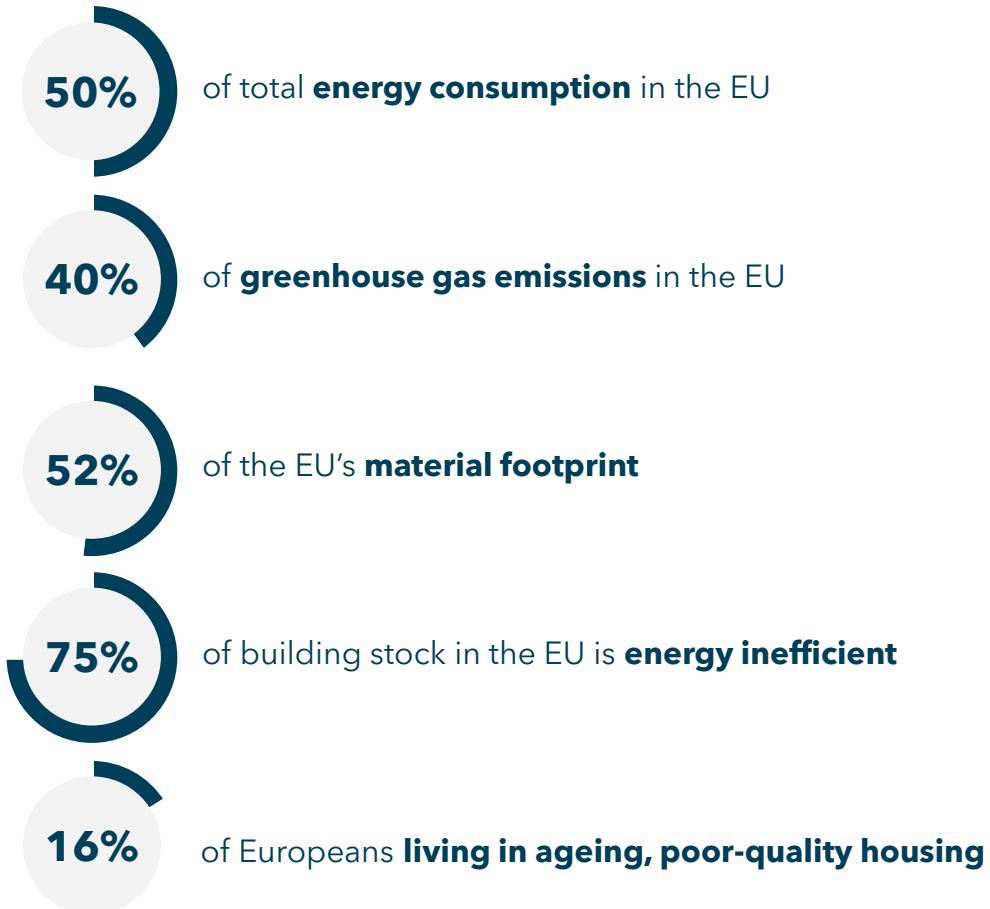 50% of total energy consumption in the EU
40% of greenhouse gas emissions in the EU
52% of the EU’s material footprint
75% of building stock in the EU is energy inefficient
16% of Europeans living in ageing, poor-quality housing